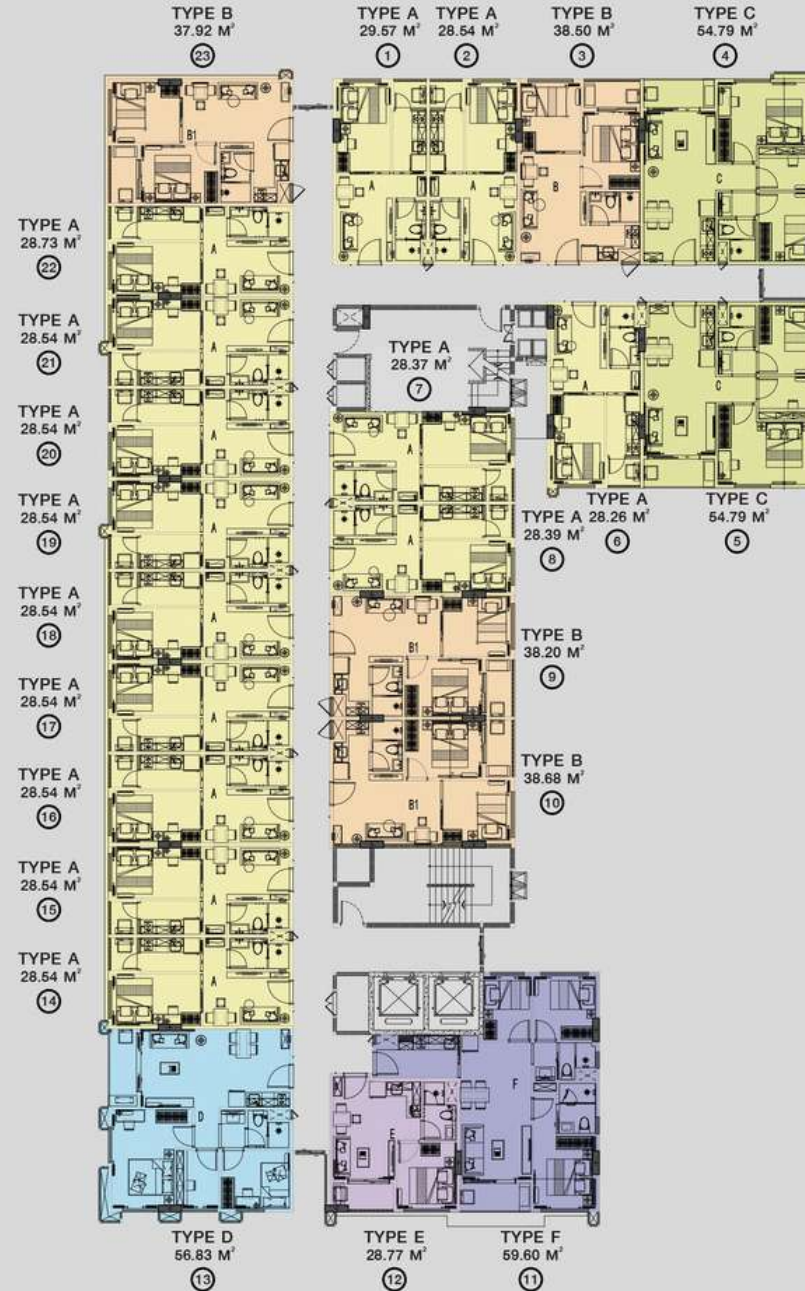 TYPE B
37.92 M²
23
TYPE A
29.57 M²
1
TYPE A
28.54 M²
2
TYPE B
38.50 M²
3
TYPE C
54.79 M²
4
B1
A
A
B
C
TYPE A
28.73 M²
22
A
TYPE A
28.54 M²
21
A
TYPE A
28.54 M²
20
A
TYPE A
28.54 M²
19
A
TYPE A
28.54 M²
18
A
TYPE A
28.54 M²
17
A
TYPE A
28.54 M²
16
A
TYPE A
28.54 M²
15
A
TYPE A
28.54 M²
14
A
TYPE A
28.37 M²
7
A
C
A
A
TYPE A
28.39 M²
8
TYPE A
28.26 M²
6
TYPE C
54.79 M²
5
B1
TYPE B
38.20 M²
9
B1
TYPE B
38.68 M²
10
D
E
F
TYPE D
56.83 M²
13
TYPE E
28.77 M²
12
TYPE F
59.60 M²
11